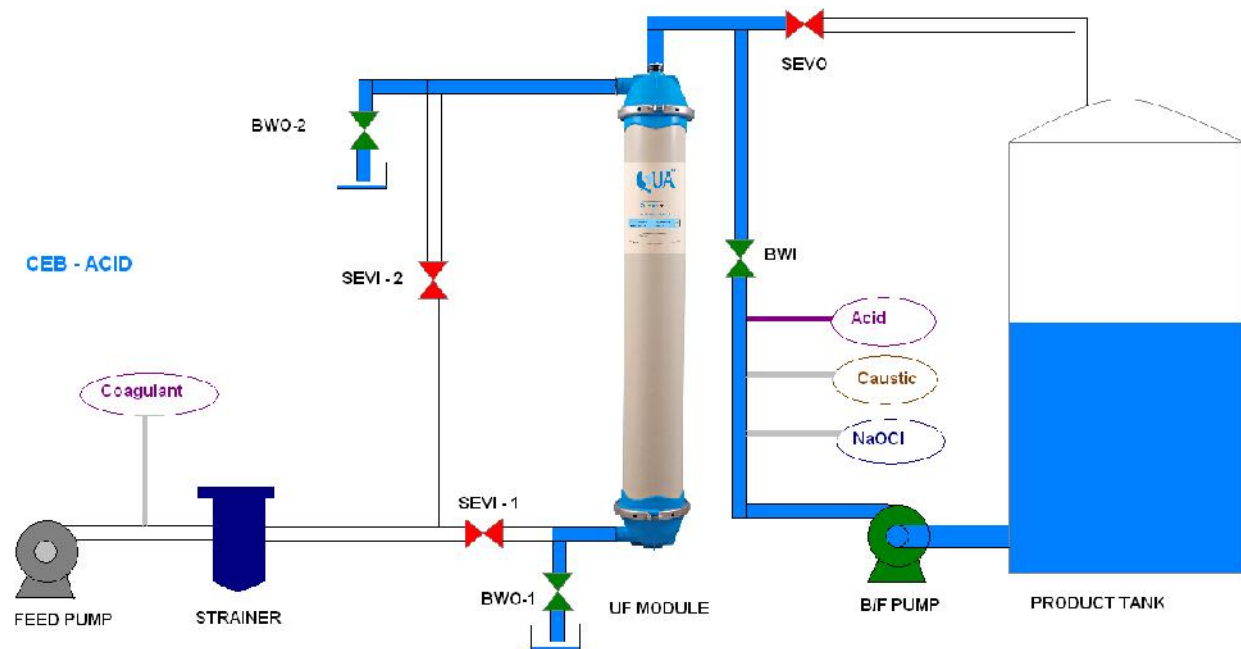 SEVO
BWO-2
QUA
CEB - ACID
SEVI - 2
BWI
Acid
Coagulant
Caustic
NaOCl
SEVI - 1
BWO-1
FEED PUMP
STRAINER
UF MODULE
B/F PUMP
PRODUCT TANK